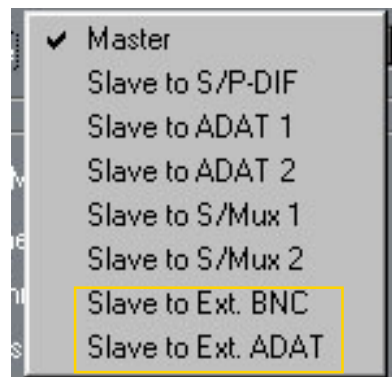 Master
Slave to S/P-DIF
Slave to ADAT 1
Slave to ADAT 2
Slave to S/Mux 1
Slave to S/Mux 2
Slave to Ext. BNC
Slave to Ext. ADAT